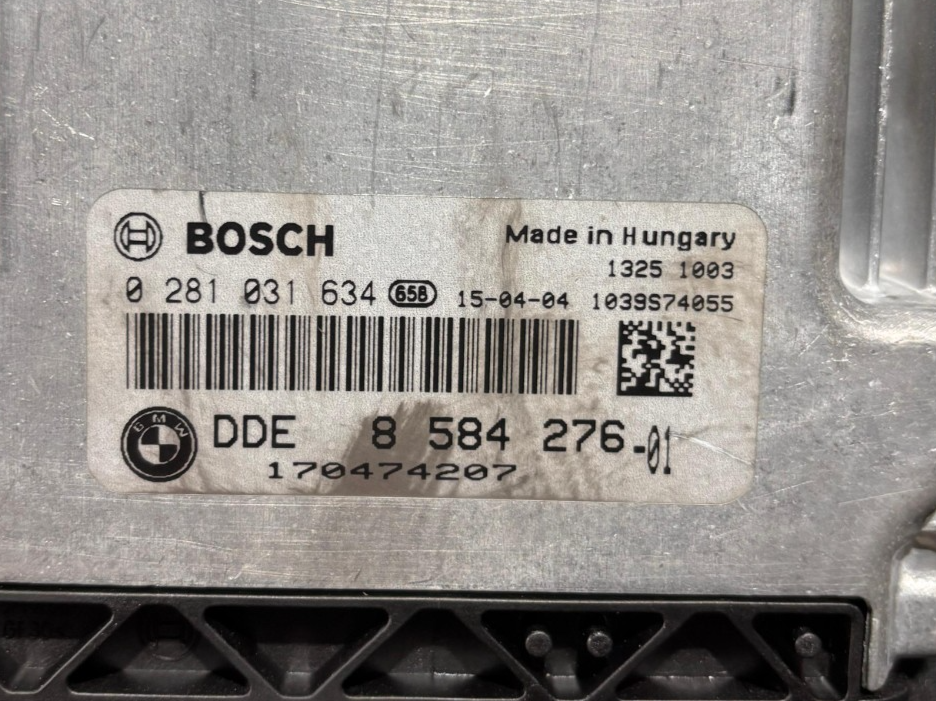 BOSCH
Made in Hungary
1325 1003
0 281 031 634 658 15-04-04 1039S74055
BMW
DDE 8 584 276-01
170474207